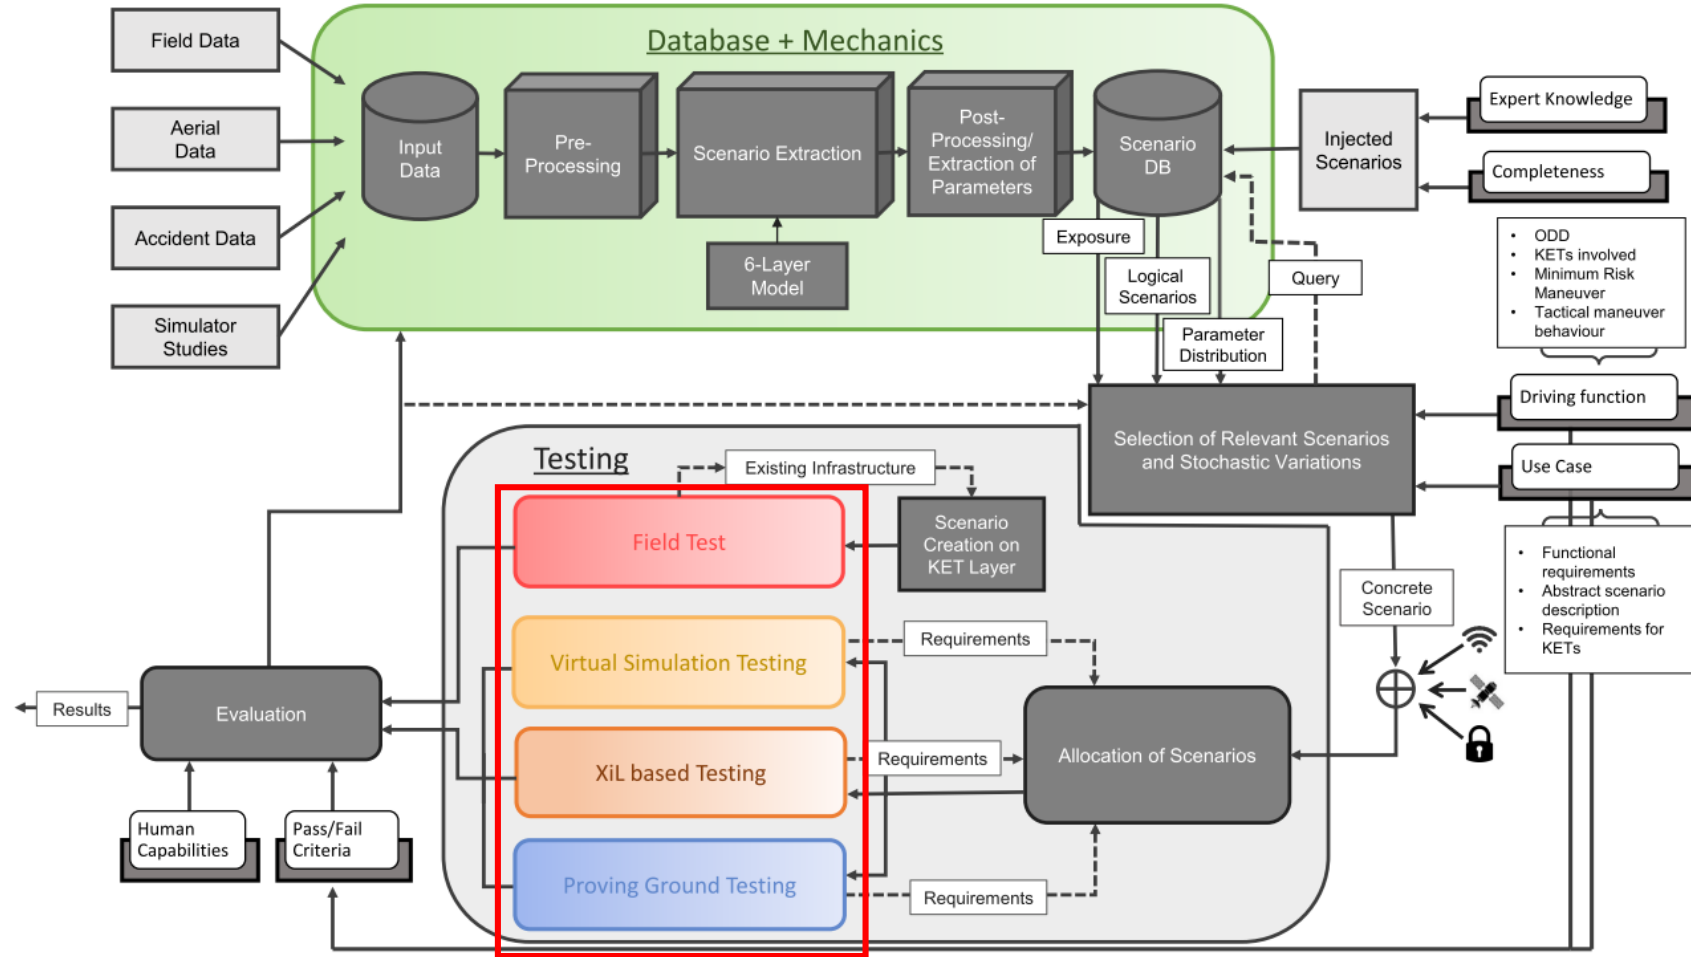 Database + Mechanics
Field Data
Aerial
Data
Accident Data
Simulator
Studies
Input
Data
Pre-
Processing
Scenario Extraction
6-Layer
Model
Post-
Processing/
Extraction of
Parameters
Scenario
DB
Injected
Scenarios
Expert Knowledge
Completeness
Exposure
Logical
Scenarios
Parameter
Distribution
Query
• ODD
• KETs involved
• Minimum Risk
Maneuver
• Tactical maneuver
behaviour
Driving function
Use Case
• Functional
requirements
• Abstract scenario
description
• Requirements for
KETs
Selection of Relevant Scenarios
and Stochastic Variations
Concrete
Scenario
Testing
Existing Infrastructure
Scenario
Creation on
KET Layer
Field Test
Virtual Simulation Testing
XiL based Testing
Proving Ground Testing
Requirements
Requirements
Requirements
Allocation of Scenarios
Evaluation
Results
Human
Capabilities
Pass/Fail
Criteria